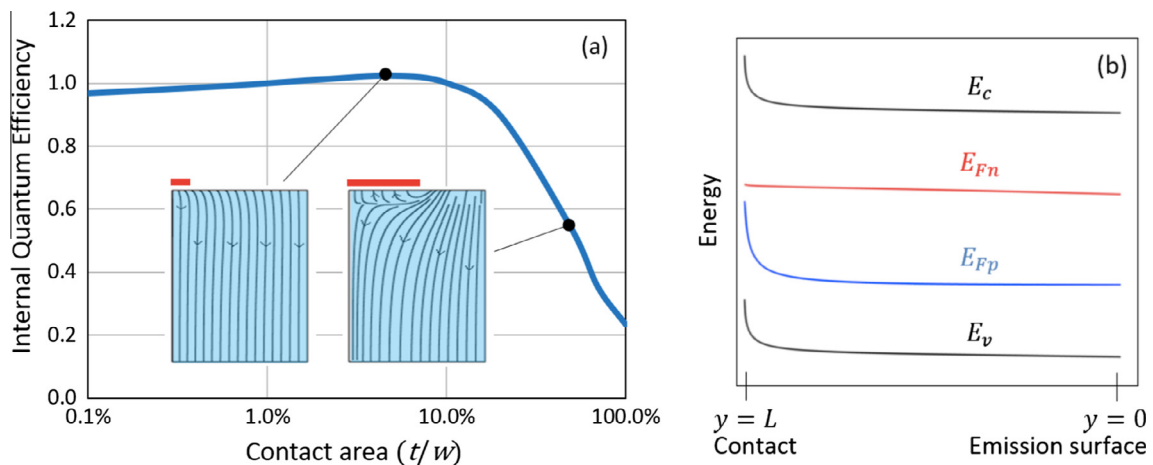 Internal Quantum Efficiency
1.2
1.0
0.8
0.6
0.4
0.2
0.0
(a)
0.1%
1.0%
10.0%
100.0%
Contact area (t/w)
Energy
(b)
E_c
E_Fn
E_Fp
E_v
y = L
Contact
y = 0
Emission surface